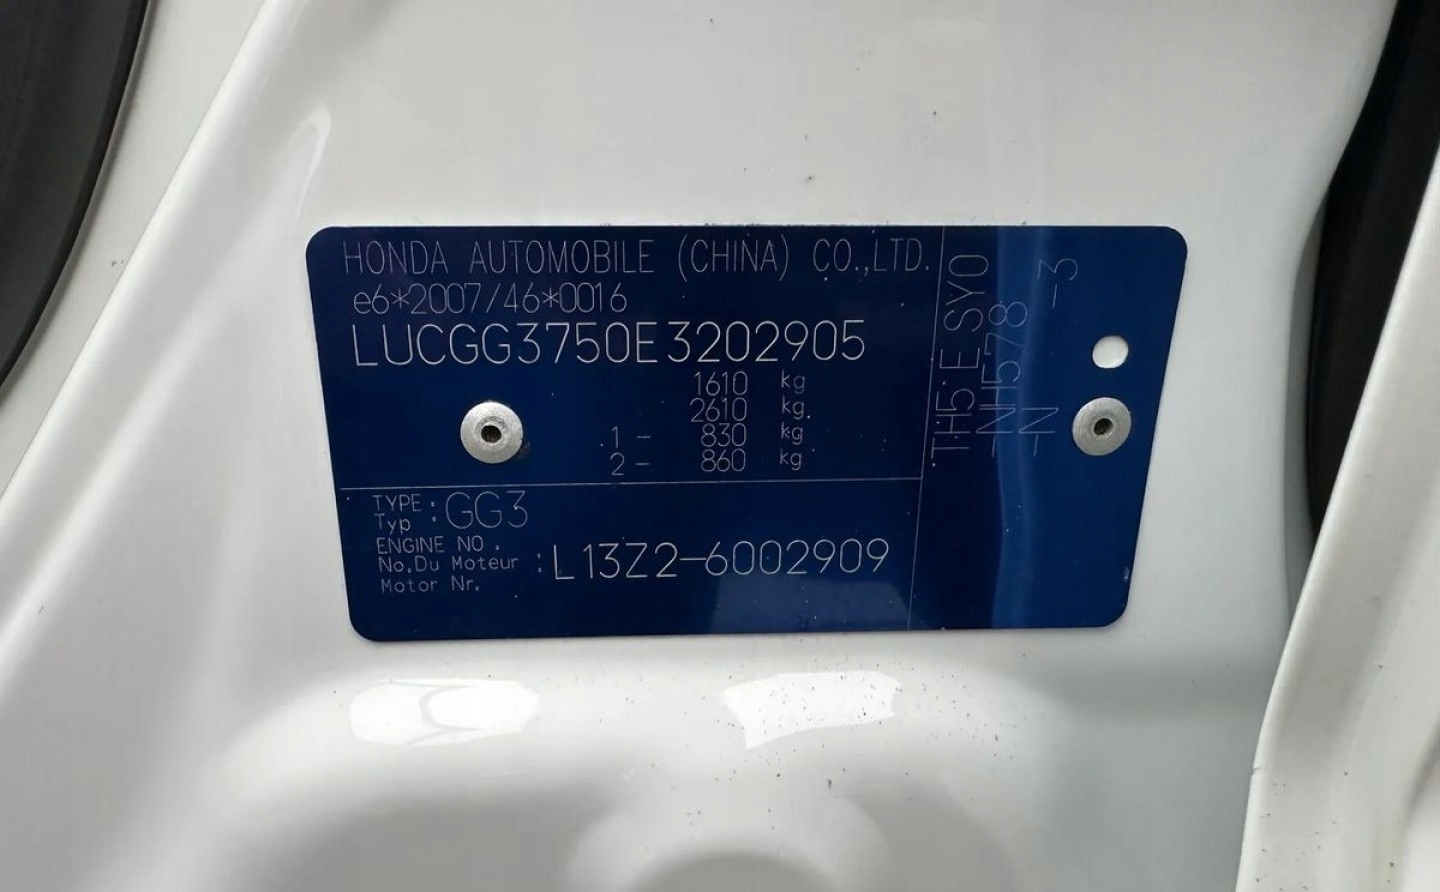 HONDA AUTOMOBILE (CHINA) CO.,LTD.
e6*2007/46*0016
LUCGG3750E3202905
1610 kg
2610 kg
1- 830 kg
2- 860 kg
TYPE :
Typ : GG3
ENGINE NO.
No.Du Moteur : L13Z2-6002909
Motor Nr.
TH5 E SY0
-NH578
-N -3